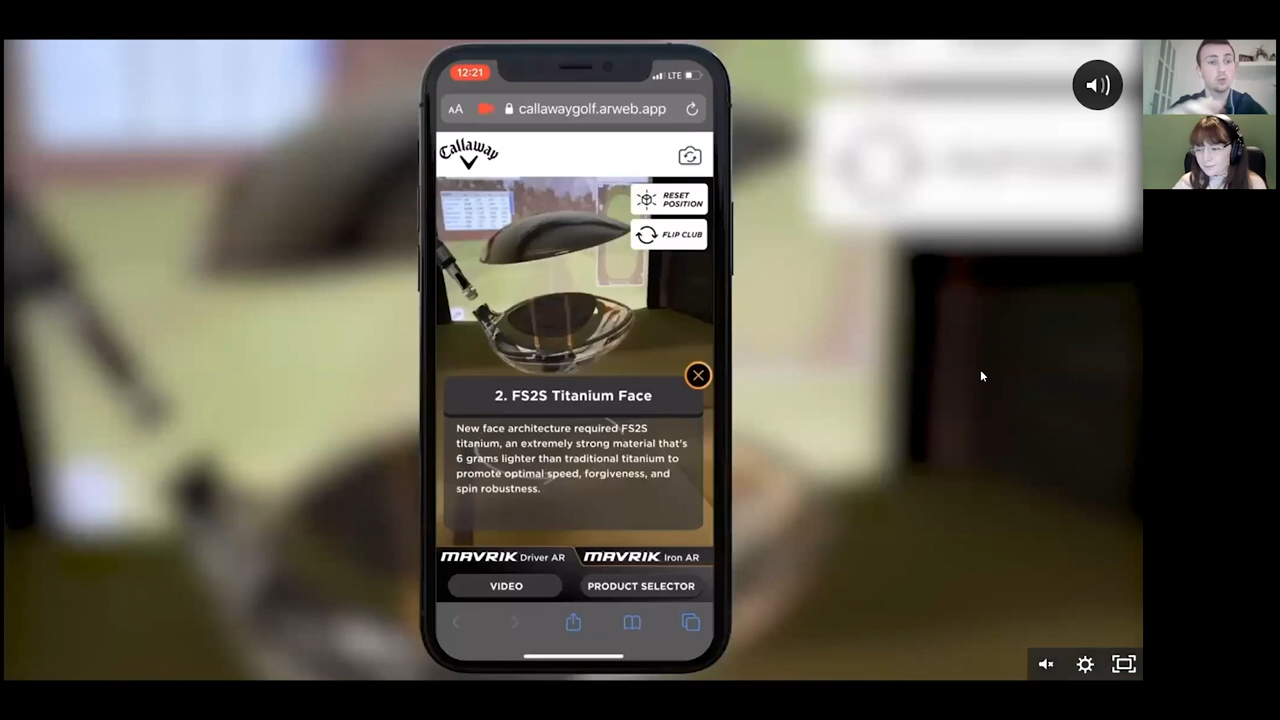 12:21
LTE
AA
callawaygolf.arweb.app
Callaway
RESET
POSITION
FLIP CLUB
2. FS2S Titanium Face
New face architecture required FS2S
titanium, an extremely strong material that's
6 grams lighter than traditional titanium to
promote optimal speed, forgiveness, and
spin robustness.
MAVRIK Driver AR
MAVRIK Iron AR
VIDEO
PRODUCT SELECTOR